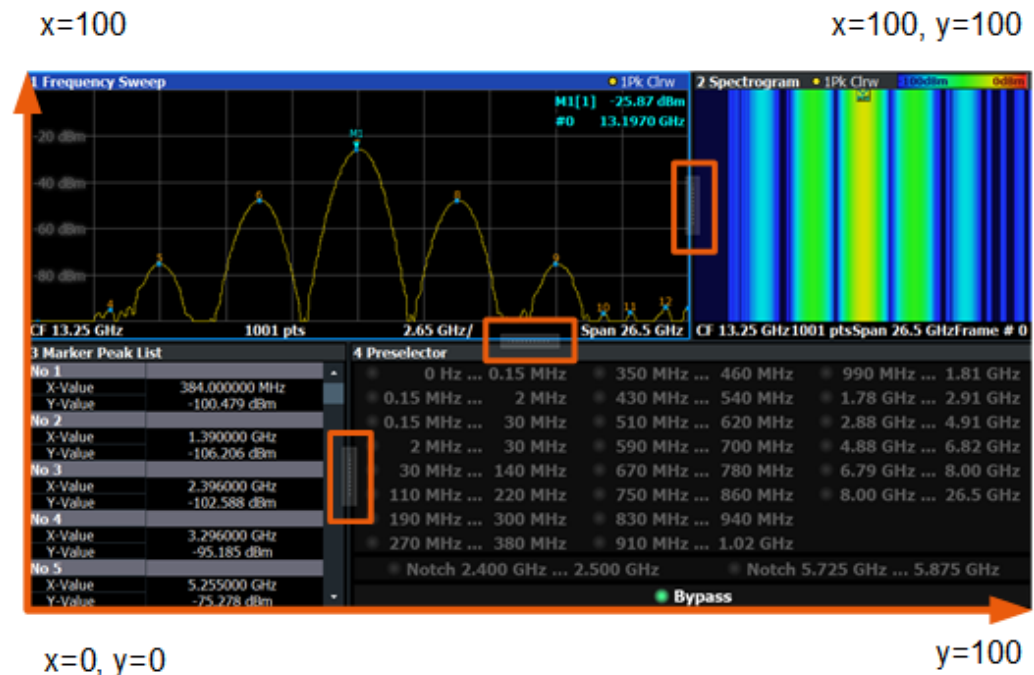 x=100
x=100, y=100
1 Frequency Sweep
1Pk Clrw
2 Spectrogram
1Pk Clrw
-100dBm
0dBm
M1[1] -25.87 dBm
#0 13.1970 GHz
M1
-20 dBm
-40 dBm
-60 dBm
-80 dBm
4
5
6
8
9
10
11
12
CF 13.25 GHz
1001 pts
2.65 GHz/
Span 26.5 GHz
CF 13.25 GHz 1001 pts Span 26.5 GHz Frame # 0
3 Marker Peak List
No 1
X-Value 384.000000 MHz
Y-Value -100.479 dBm
No 2
X-Value 1.390000 GHz
Y-Value -106.206 dBm
No 3
X-Value 2.396000 GHz
Y-Value -102.588 dBm
No 4
X-Value 3.296000 GHz
Y-Value -95.185 dBm
No 5
X-Value 5.255000 GHz
Y-Value -75.278 dBm
4 Preselector
0 Hz ... 0.15 MHz 350 MHz ... 460 MHz 990 MHz ... 1.81 GHz
0.15 MHz ... 2 MHz 430 MHz ... 540 MHz 1.78 GHz ... 2.91 GHz
0.15 MHz ... 30 MHz 510 MHz ... 620 MHz 2.88 GHz ... 4.91 GHz
2 MHz ... 30 MHz 590 MHz ... 700 MHz 4.88 GHz ... 6.82 GHz
30 MHz ... 140 MHz 670 MHz ... 780 MHz 6.79 GHz ... 8.00 GHz
110 MHz ... 220 MHz 750 MHz ... 860 MHz 8.00 GHz ... 26.5 GHz
190 MHz ... 300 MHz 830 MHz ... 940 MHz
270 MHz ... 380 MHz 910 MHz ... 1.02 GHz
Notch 2.400 GHz ... 2.500 GHz Notch 5.725 GHz ... 5.875 GHz
Bypass
x=0, y=0
y=100